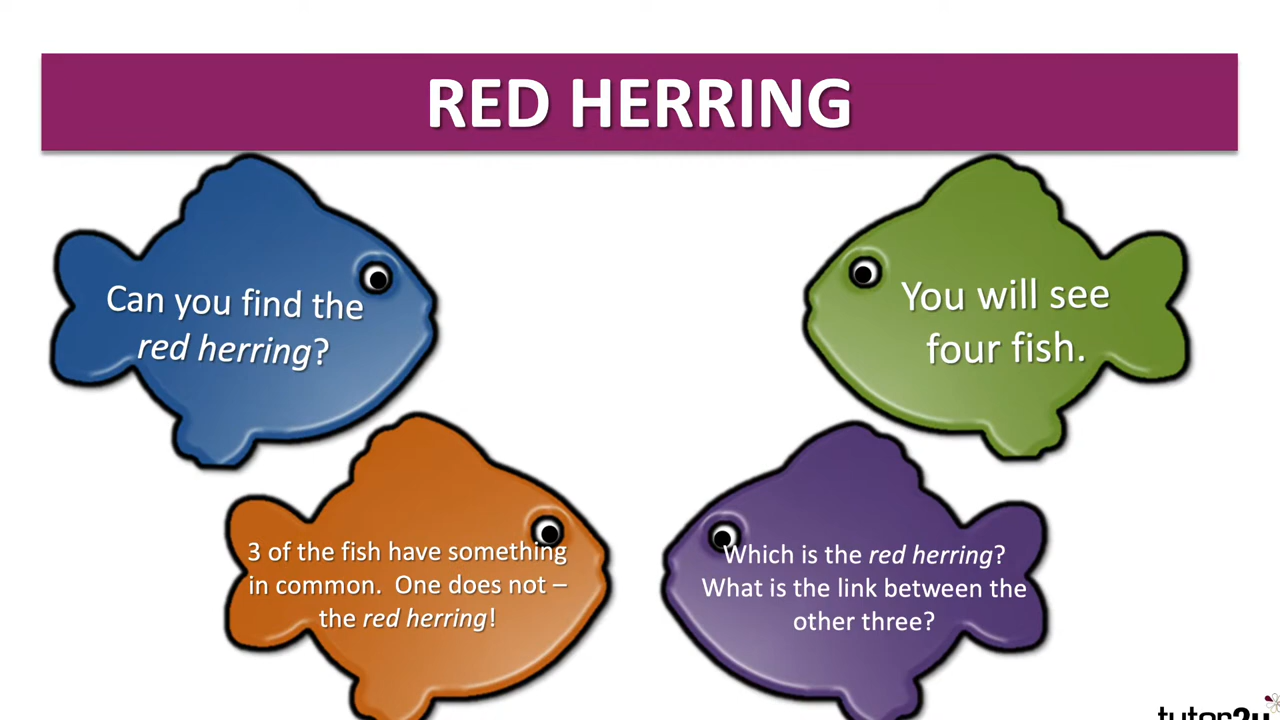 RED HERRING
Can you find the
red herring?
You will see
four fish.
3 of the fish have something
in common. One does not –
the red herring!
Which is the red herring?
What is the link between the
other three?
tutor2u